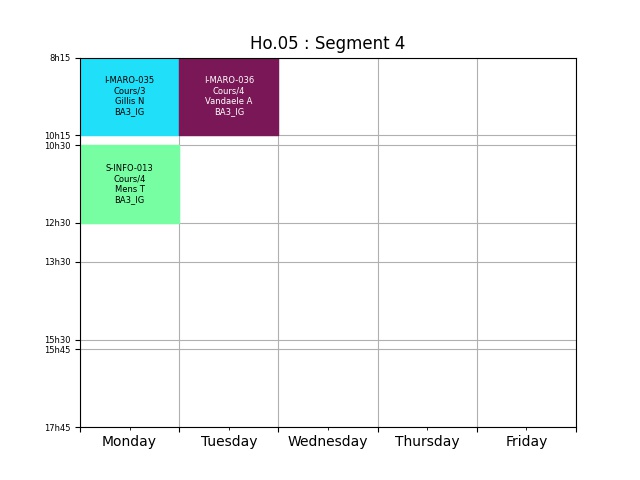 Ho.05 : Segment 4
8h15
I-MARO-035
Cours/3
Gillis N
BA3_IG
I-MARO-036
Cours/4
Vandaele A
BA3_IG
10h15
10h30
S-INFO-013
Cours/4
Mens T
BA3_IG
12h30
13h30
15h30
15h45
17h45
Monday Tuesday Wednesday Thursday Friday